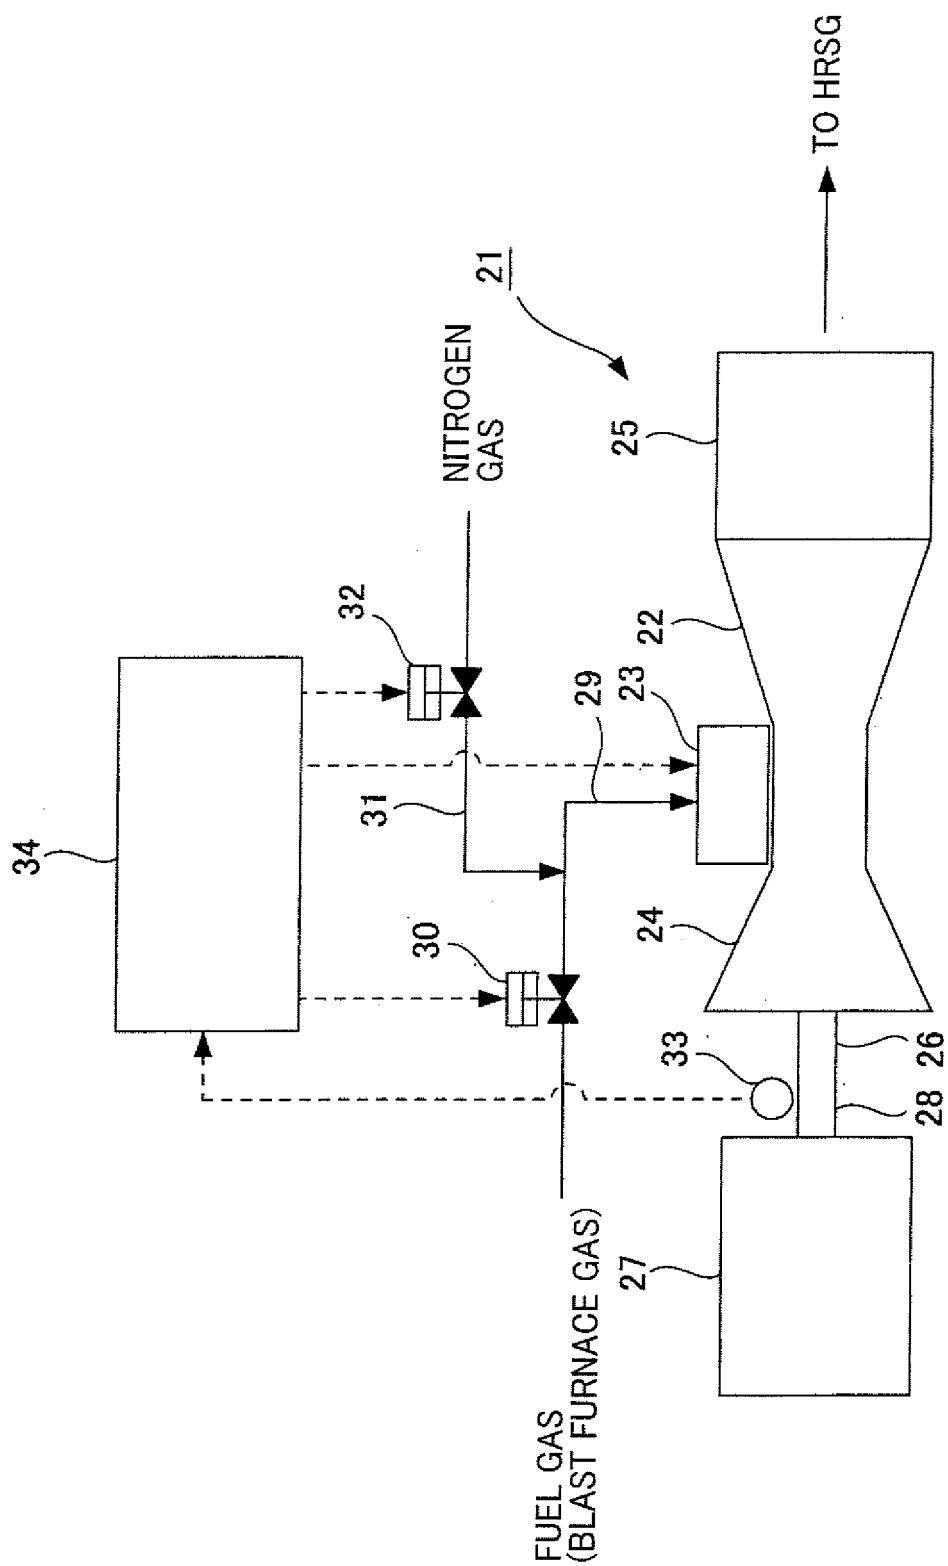 34
32
31
30
NITROGEN
GAS
21
FUEL GAS
(BLAST FURNACE GAS)
29
27
33
24
23
22
25
TO HRSG
28
26